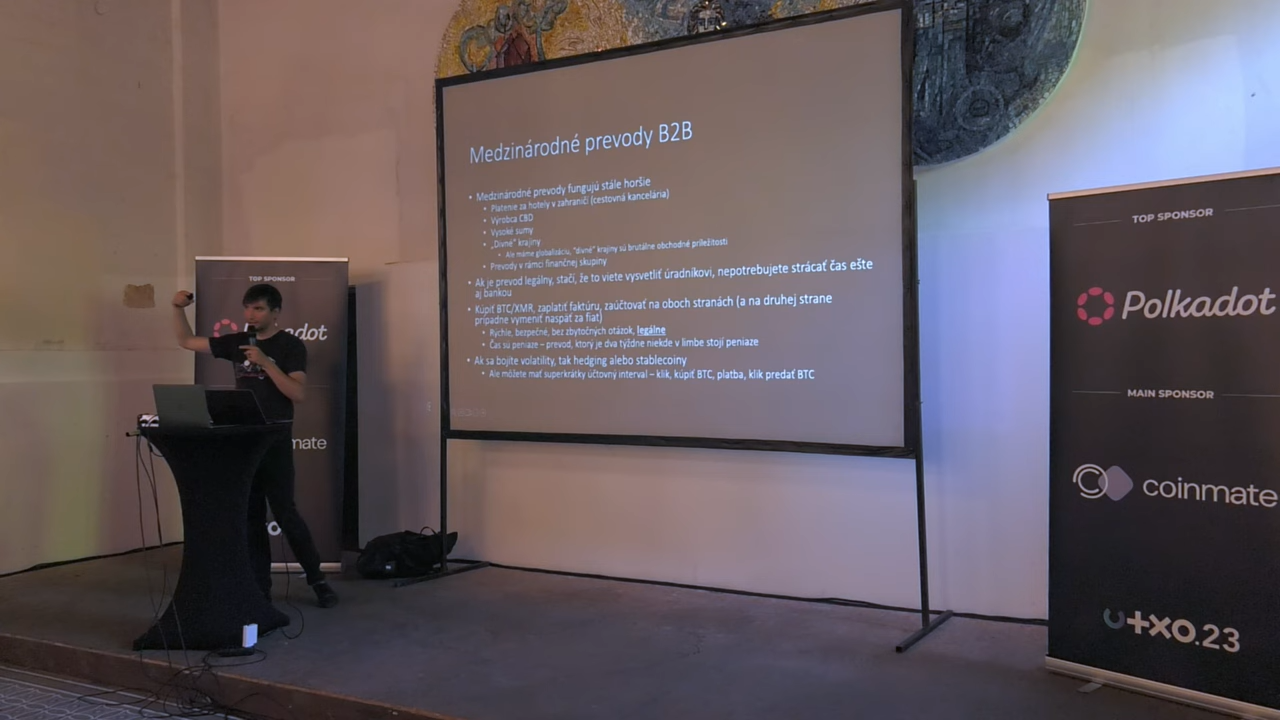 Medzinárodné prevody B2B
• Medzinárodné prevody fungujú stále horšie
• Platenie za hotely v zahraničí (cestovná kancelária)
• Výrobca CBD
• Vysoké sumy
• „Divné" krajiny
• Ale máme globalizáciu, "divné" krajiny sú brutálne obchodné príležitosti
• Prevody v rámci finančnej skupiny
• Ak je prevod legálny, stačí, že to viete vysvetliť úradníkovi, nepotrebujete strácať čas ešte
aj bankou
• Kúpiť BTC/XMR, zaplatiť faktúru, zaúčtovať na oboch stranách (a na druhej strane
prípadne vymeniť naspäť za fiat)
• Rýchle, bezpečné, bez zbytočných otázok, legálne
• Čas sú peniaze – prevod, ktorý je dva týždne niekde v limbe stojí peniaze
• Ak sa bojíte volatility, tak hedging alebo stablecoiny
• Ale môžete mať superkrátky účtovný interval – klik, kúpiť BTC, platba, klik predať BTC
TOP SPONSOR
dot
mate
TOP SPONSOR
Polkadot
MAIN SPONSOR
coinmate
utxo.23